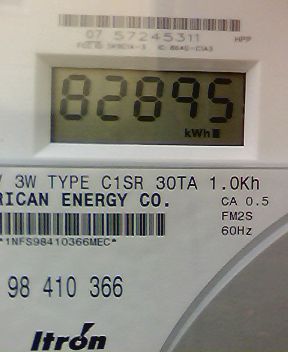 07 57245311 HPP
82895
kWh
V 3W TYPE C1SR 30TA 1.0Kh
RICAN ENERGY CO.
CA 0.5
FM2S
60Hz
*1NFS98410366MEC*
98 410 366
Itron